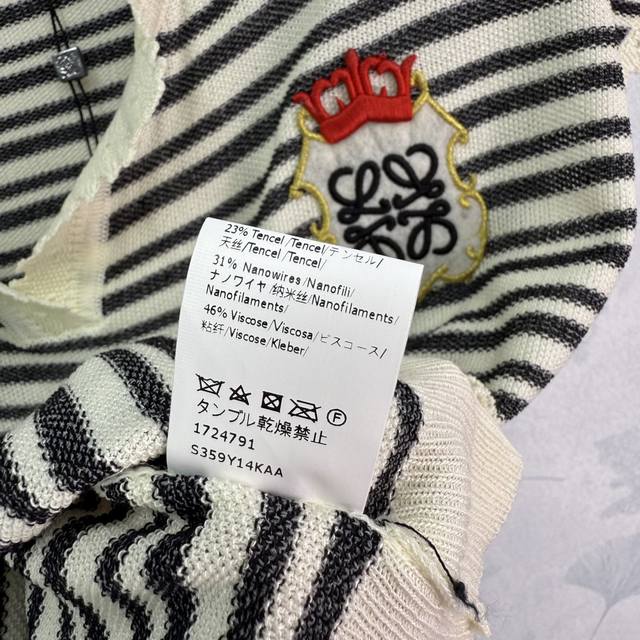 23% Tencel/Tencel/テンセル/
天丝/Tencel/Tencel/
31% Nanowires/Nanofili/
ナノワイヤ/纳米丝/Nanofilamenti/
Nanofilaments/
46% Viscose/Viscosa/ビスコース/
粘纤/Viscose/Kleber/
F
タンブル乾燥禁止
1724791
S359Y14KAA